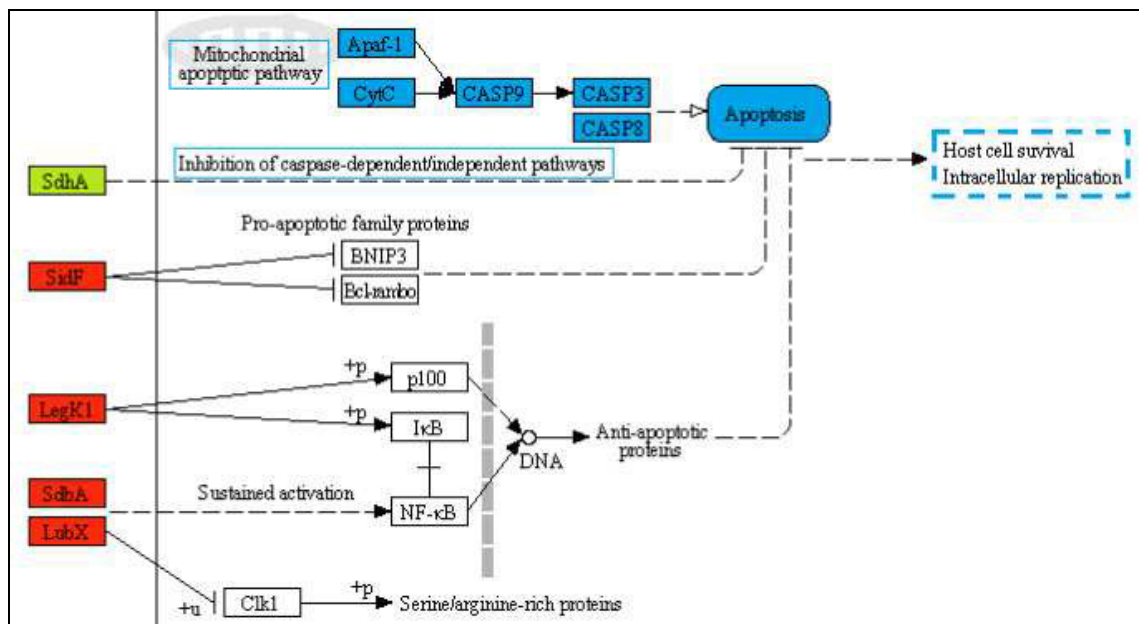 Mitochondrial
apoptptic pathway
Apaf-1
CytC
CASP9
CASP3
CASP8
Apoptosis
Host cell suvival
Intracellular replication
Inhibition of caspase-dependent/independent pathways
SdhA
Pro-apoptotic family proteins
SidF
BNIP3
Bcl-rambo
LegK1
+p
p100
+p
IκB
DNA
Anti-apoptotic
proteins
SdbA
Sustained activation
NF-κB
LubX
+u
Clk1
+p
Serine/arginine-rich proteins